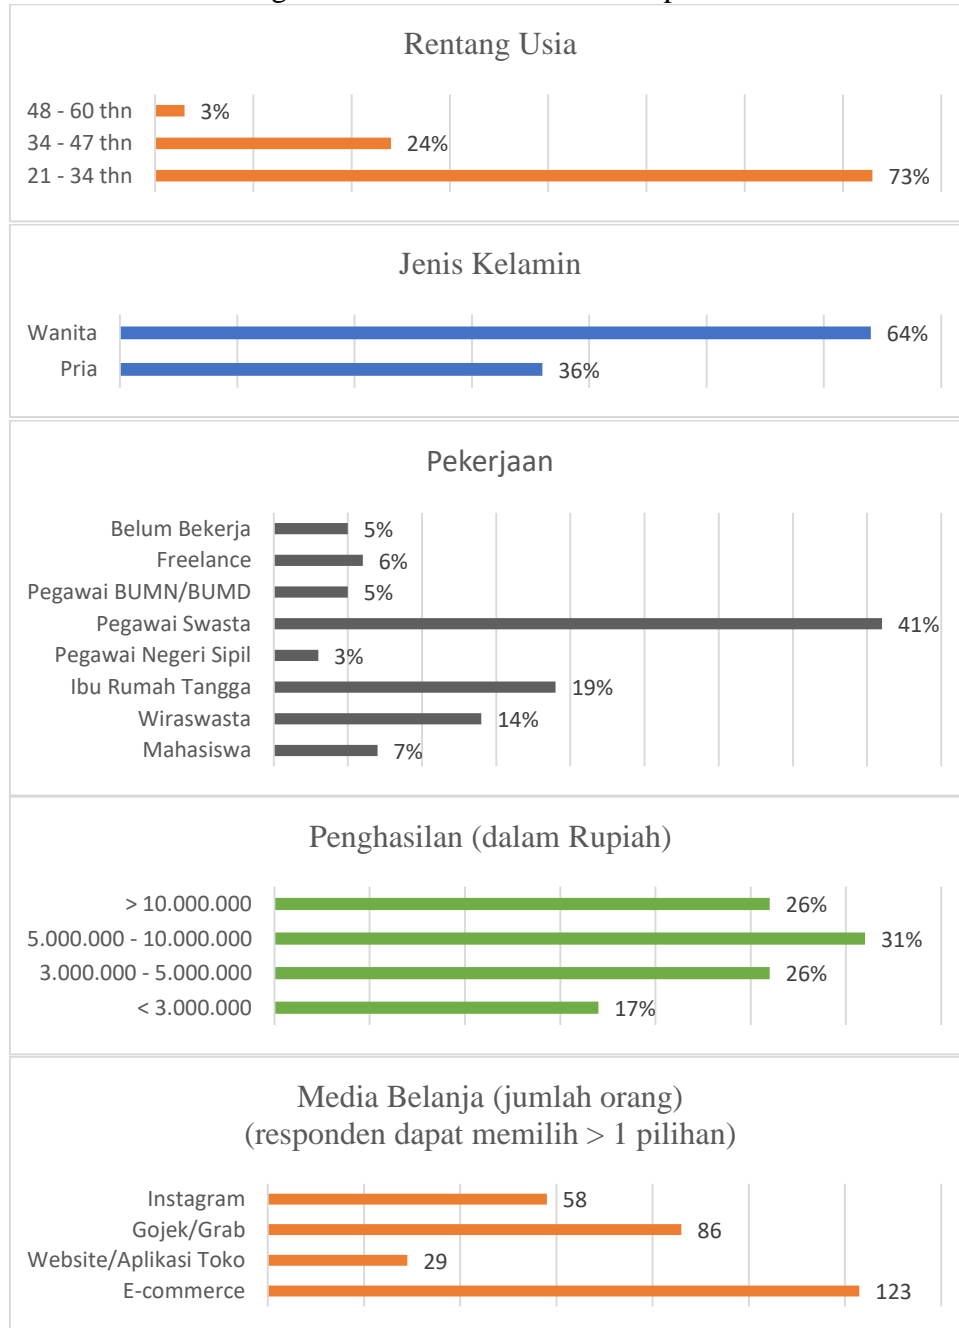 Rentang Usia
48 - 60 thn 3%
34 - 47 thn 24%
21 - 34 thn 73%
Jenis Kelamin
Wanita 64%
Pria 36%
Pekerjaan
Belum Bekerja 5%
Freelance 6%
Pegawai BUMN/BUMD 5%
Pegawai Swasta 41%
Pegawai Negeri Sipil 3%
Ibu Rumah Tangga 19%
Wiraswasta 14%
Mahasiswa 7%
Penghasilan (dalam Rupiah)
> 10.000.000 26%
5.000.000 - 10.000.000 31%
3.000.000 - 5.000.000 26%
< 3.000.000 17%
Media Belanja (jumlah orang)
(responden dapat memilih > 1 pilihan)
Instagram 58
Gojek/Grab 86
Website/Aplikasi Toko 29
E-commerce 123